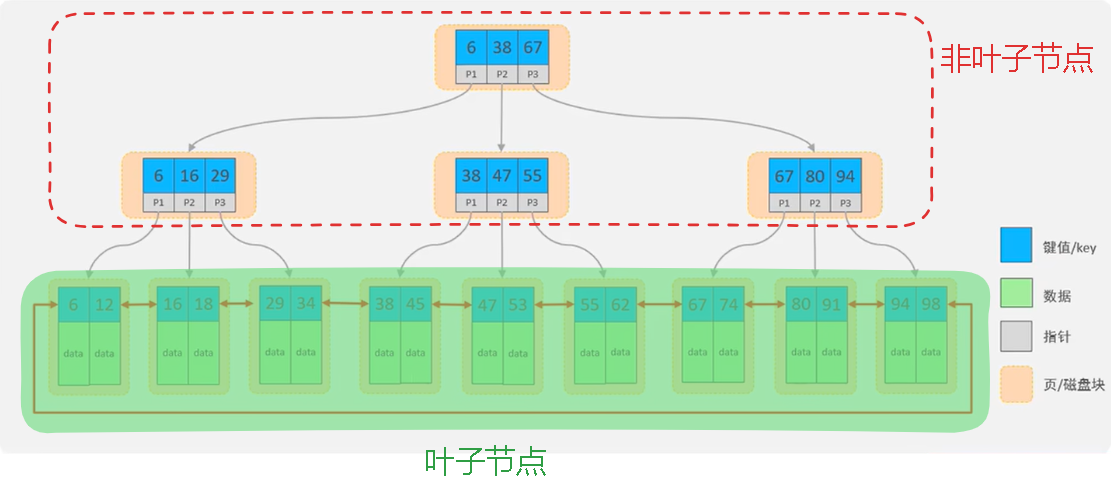 6 38 67
P1 P2 P3
非叶子节点
6 16 29
P1 P2 P3
38 47 55
P1 P2 P3
67 80 94
P1 P2 P3
6 12
data data
16 18
data data
29 34
data data
38 45
data data
47 53
data data
55 62
data data
67 74
data data
80 91
data data
94 98
data data
键值/key
数据
指针
页/磁盘块
叶子节点